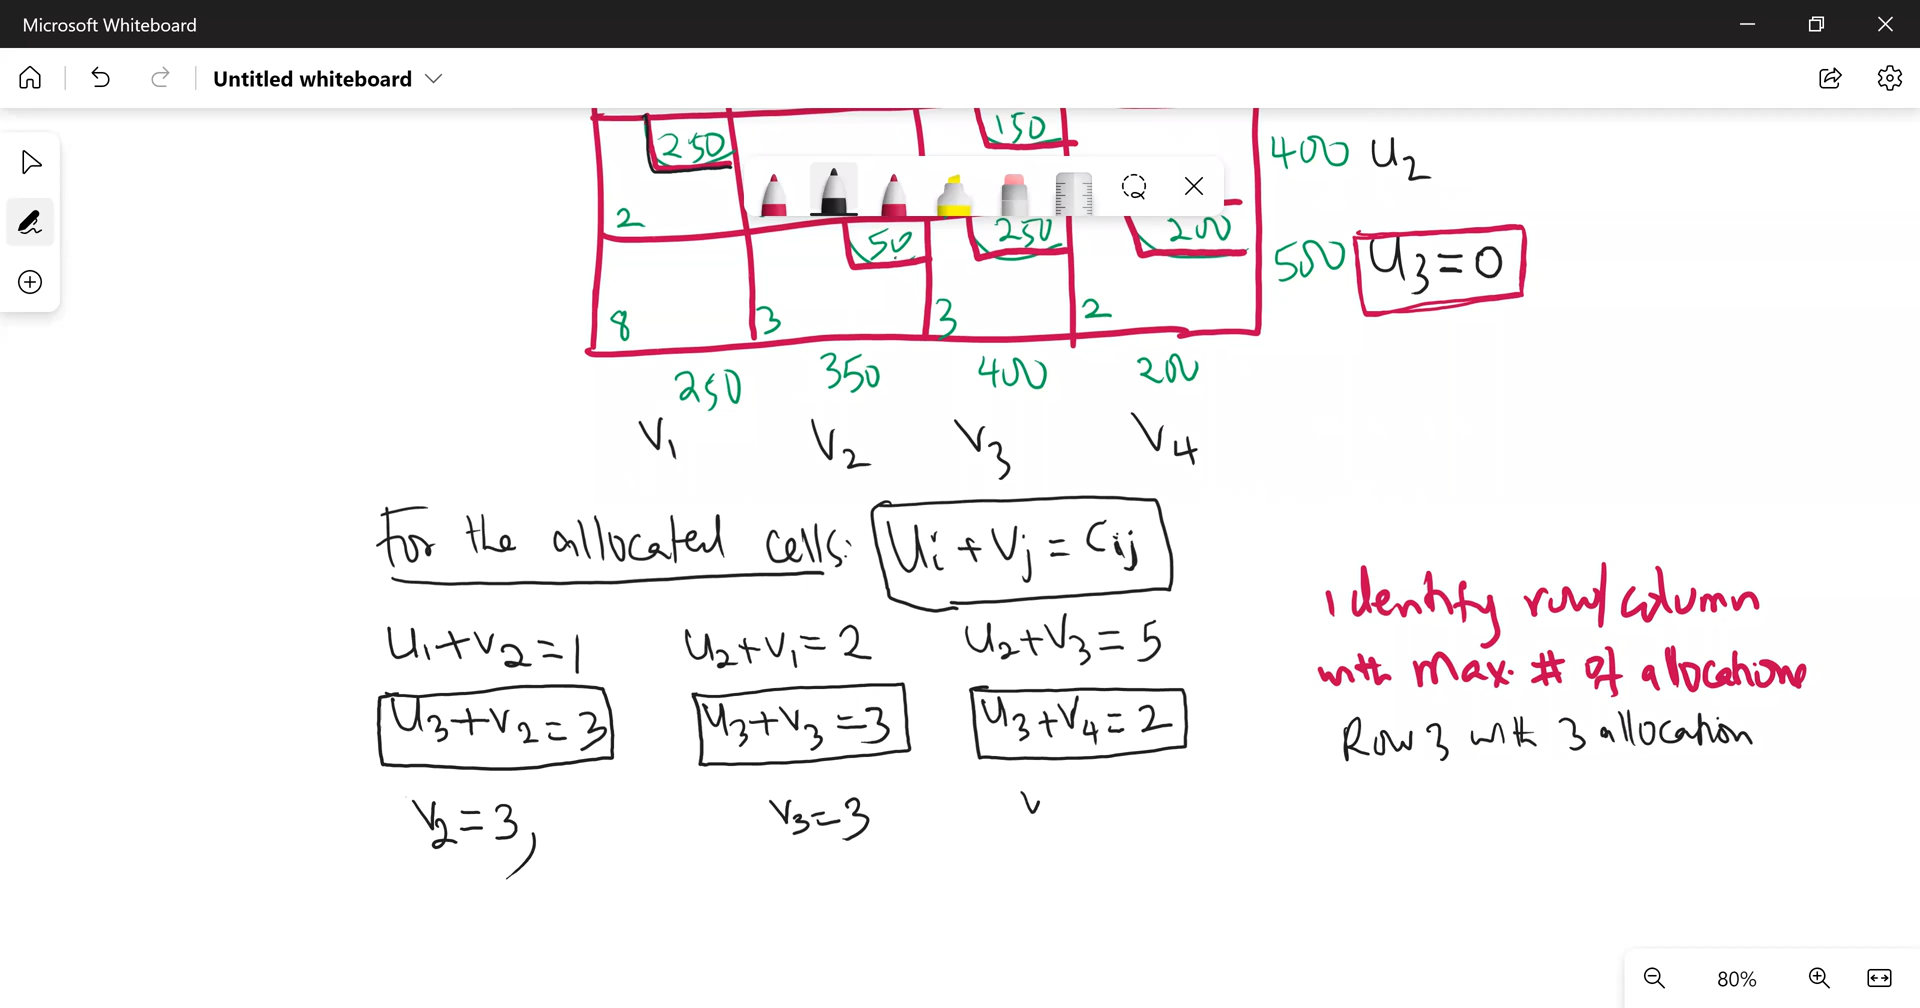 Microsoft Whiteboard
Untitled whiteboard
250 150
400 U2
2
50 250 200
500 U3=0
8 3 3 2
250 350 400 200
V1 V2 V3 V4
For the allocated cells: Ui + Vj = Cij
U1+V2=1 U2+V1=2 U2+V3=5
U3+V2=3 U3+V3=3 U3+V4=2
V2=3, V3=3 V
identify row/column
with max. # of allocations
Row 3 with 3 allocation
80%